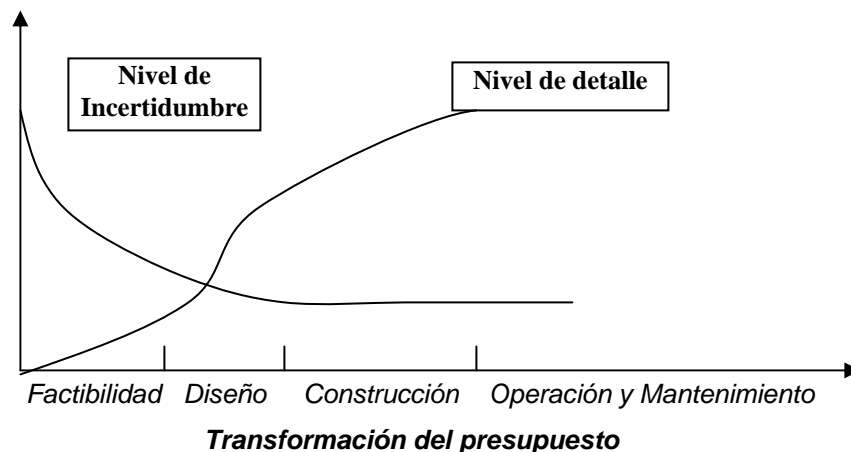 Nivel de
Incertidumbre
Nivel de detalle
Factibilidad Diseño Construcción Operación y Mantenimiento
Transformación del presupuesto